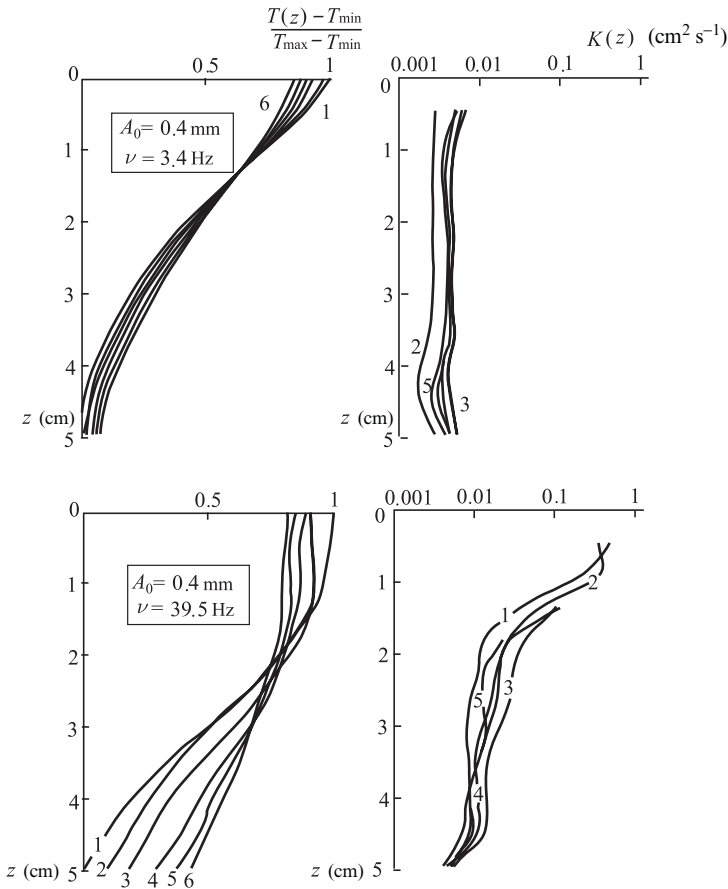 T(z) − Tmin
Tmax − Tmin
K(z) (cm² s⁻¹)
0.5 1
0.001 0.01 0.1 1
0 0
6 1
A₀= 0.4 mm
ν = 3.4 Hz
1 1
2 2
3 3
2
4 4
5 3
z (cm) z (cm)
5 5
0.5 1
0.001 0.01 0.1 1
0 0
A₀= 0.4 mm
ν = 39.5 Hz
1 1
2
1
2 2
5 3
3 3
4
4 4
1
z (cm) 5 z (cm) 5
2 3 4 5 6